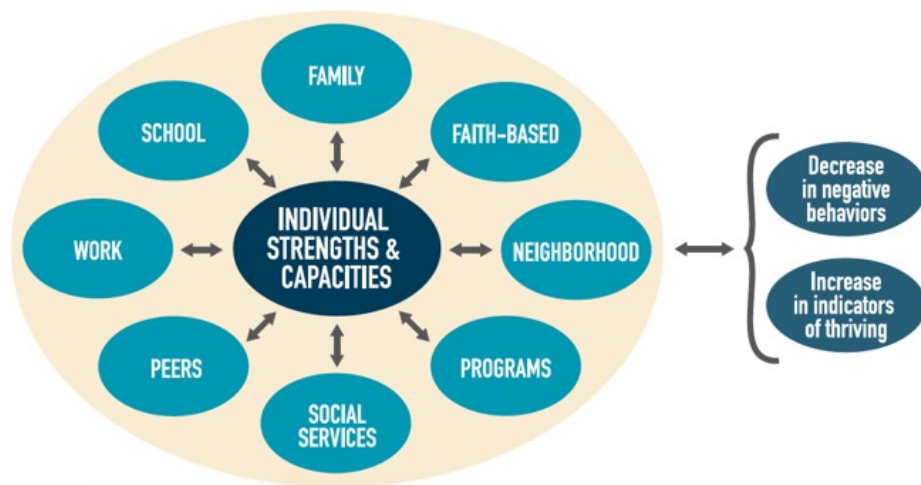 FAMILY
SCHOOL
FAITH-BASED
INDIVIDUAL
STRENGTHS &
CAPACITIES
WORK
NEIGHBORHOOD
PEERS
PROGRAMS
SOCIAL
SERVICES
Decrease
in negative
behaviors
Increase
in indicators
of thriving